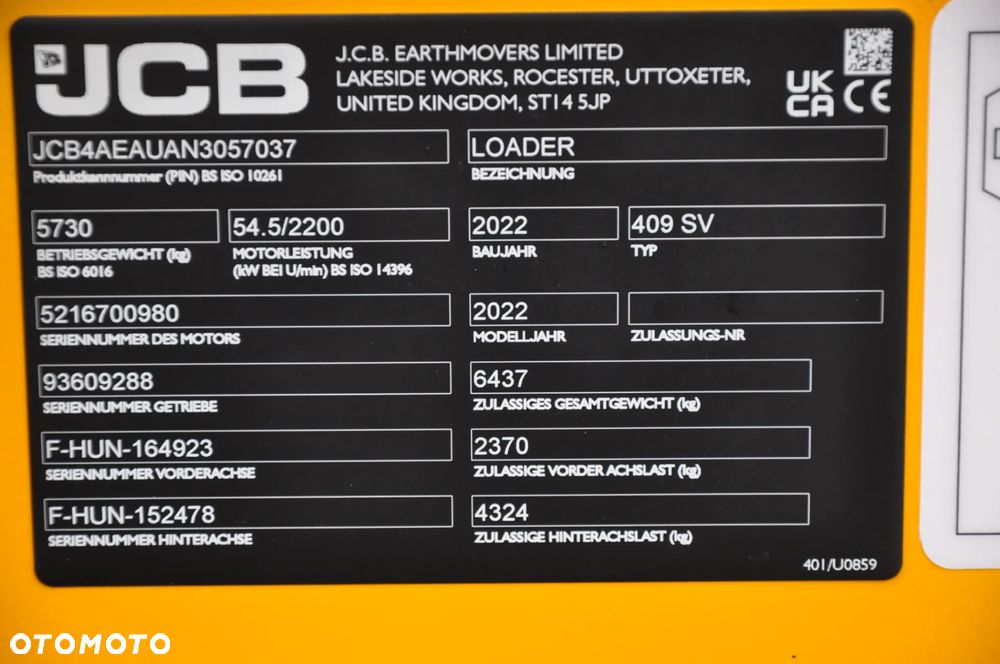 JCB
J.C.B. EARTHMOVERS LIMITED
LAKESIDE WORKS, ROCESTER, UTTOXETER,
UNITED KINGDOM, ST14 5JP
UK
CA
CE
JCB4AEAUAN3057037
Produktkennnummer (PIN) BS ISO 10261
LOADER
BEZEICHNUNG
5730
BETRIEBSGEWICHT (kg)
BS ISO 6016
54.5/2200
MOTORLEISTUNG
(kW BEI U/min) BS ISO 14396
2022
BAUJAHR
409 SV
TYP
5216700980
SERIENNUMMER DES MOTORS
2022
MODELLJAHR
ZULASSUNGS-NR
93609288
SERIENNUMMER GETRIEBE
6437
ZULASSIGES GESAMTGEWICHT (kg)
F-HUN-164923
SERIENNUMMER VORDERACHSE
2370
ZULASSIGE VORDER ACHSLAST (kg)
F-HUN-152478
SERIENNUMMER HINTERACHSE
4324
ZULASSIGE HINTERACHSLAST (kg)
401/U0859
OTOMOTO